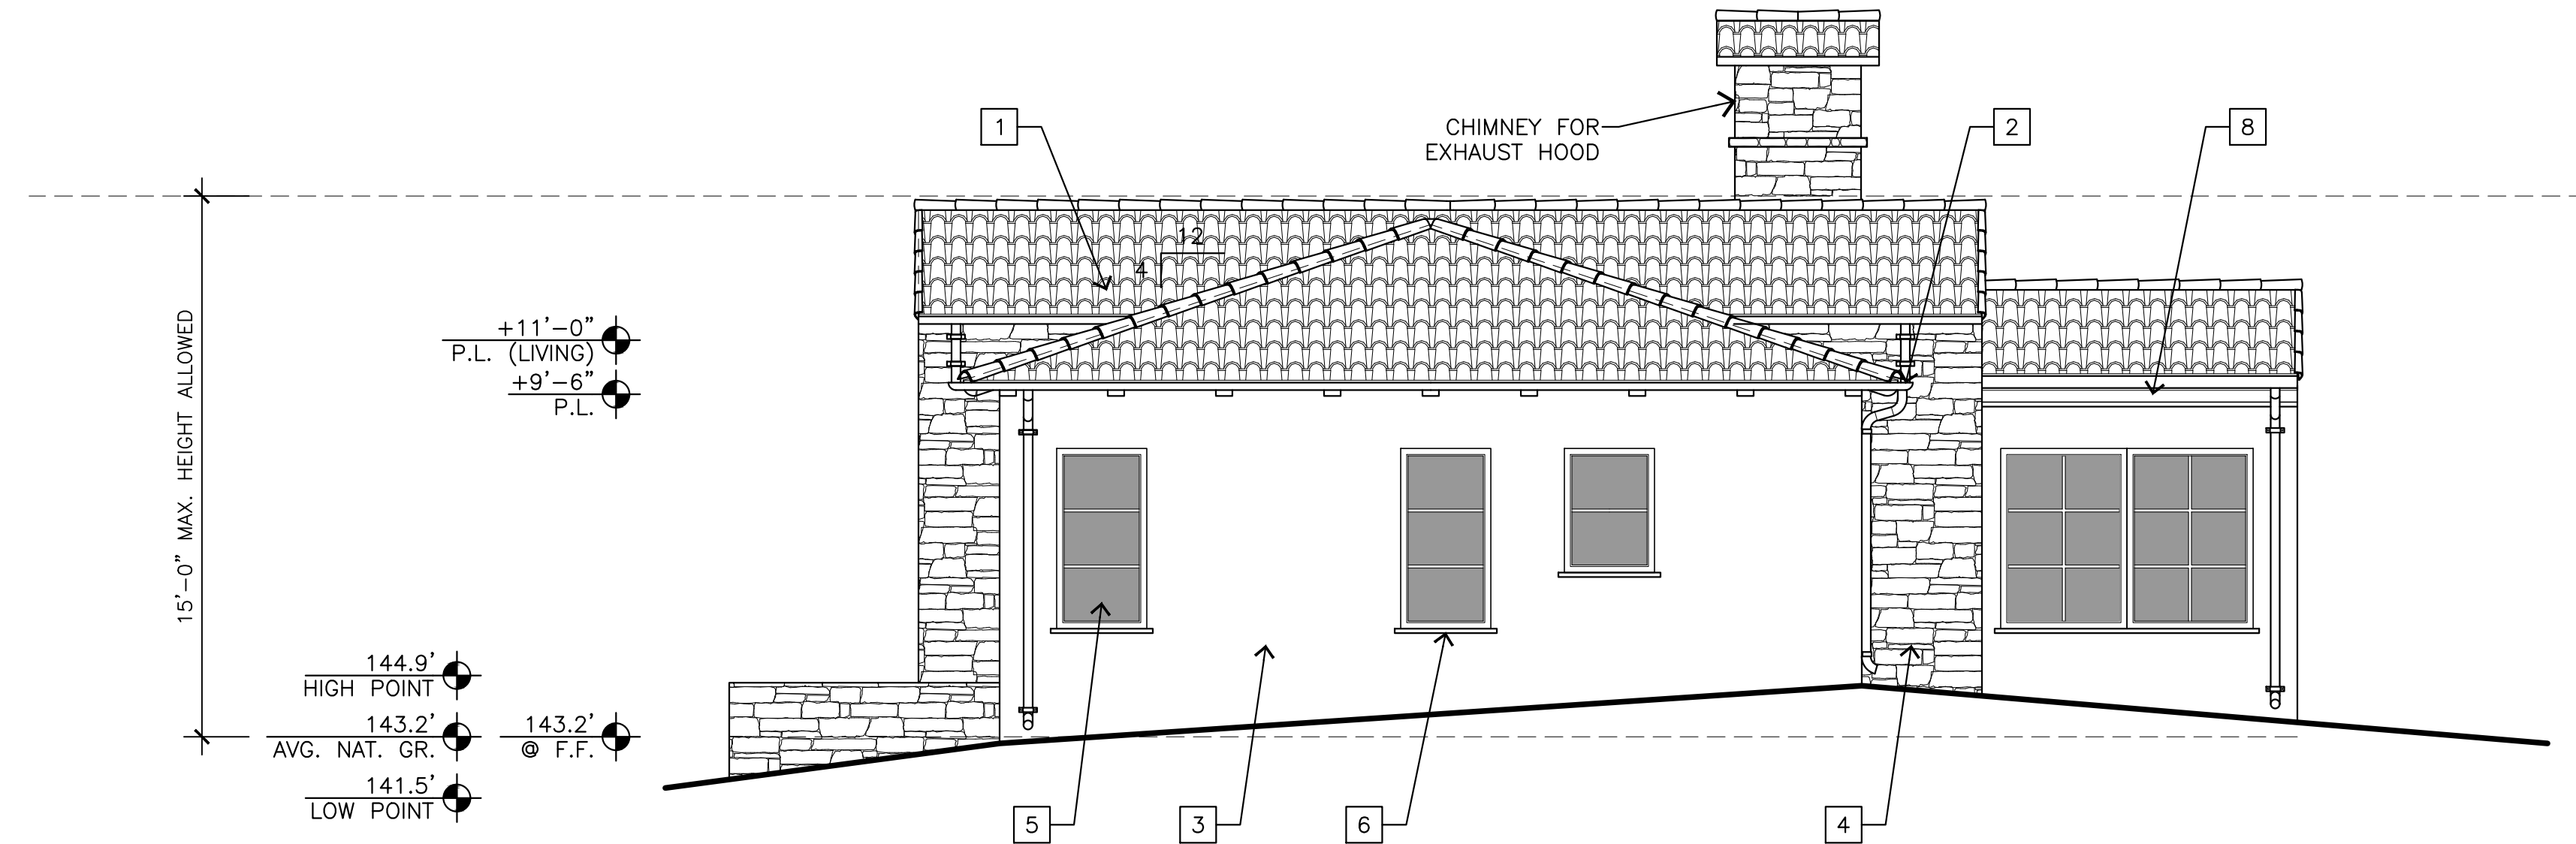 1
CHIMNEY FOR
EXHAUST HOOD
2
8
12
4
15'-0" MAX. HEIGHT ALLOWED
+11'-0"
P.L. (LIVING)
+9'-6"
P.L.
144.9'
HIGH POINT
143.2'
AVG. NAT. GR.
143.2'
@ F.F.
141.5'
LOW POINT
5
3
6
4